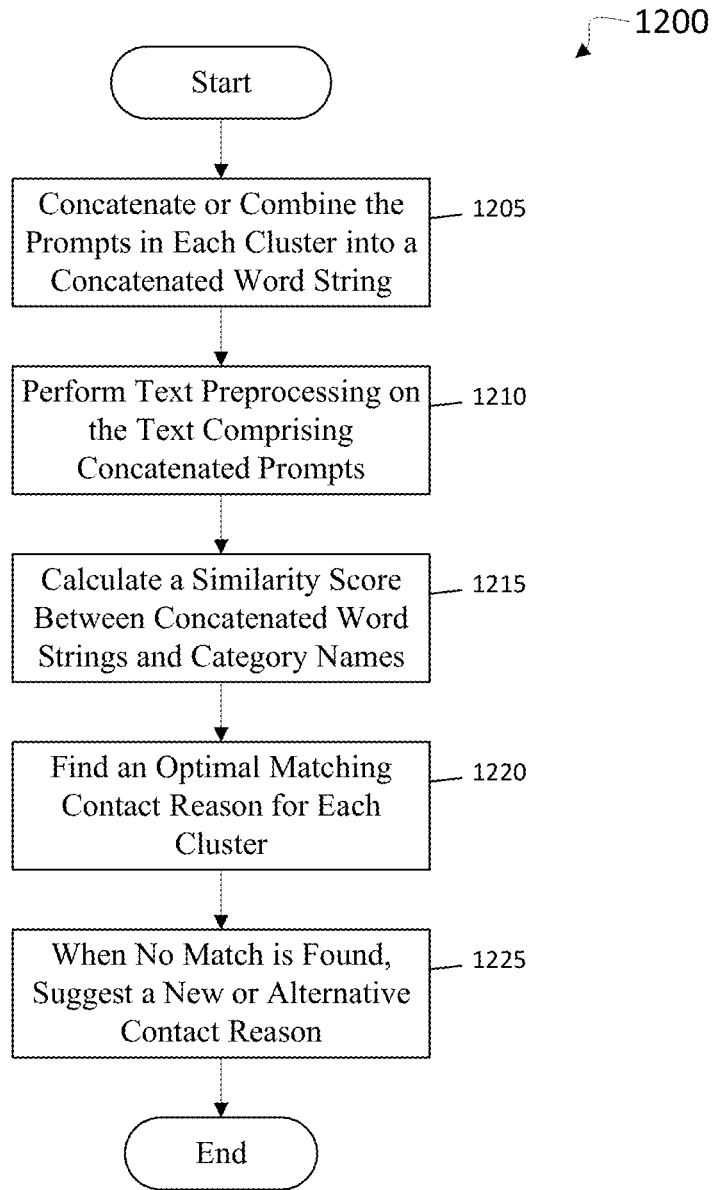 1200
Start
Concatenate or Combine the
Prompts in Each Cluster into a
Concatenated Word String
1205
Perform Text Preprocessing on
the Text Comprising
Concatenated Prompts
1210
Calculate a Similarity Score
Between Concatenated Word
Strings and Category Names
1215
Find an Optimal Matching
Contact Reason for Each
Cluster
1220
When No Match is Found,
Suggest a New or Alternative
Contact Reason
1225
End